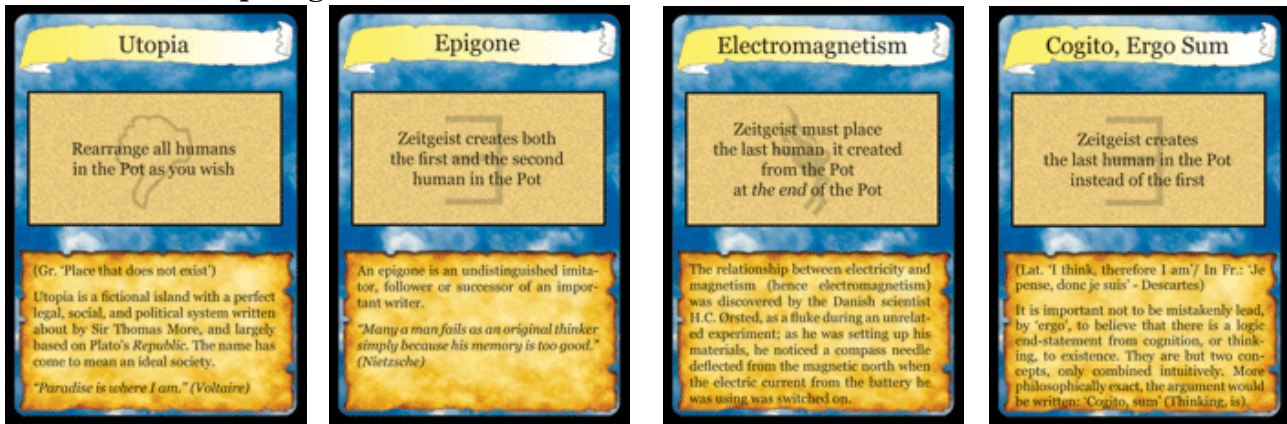 Utopia
Rearrange all humans
in the Pot as you wish
(Gr. 'Place that does not exist')
Utopia is a fictional island with a perfect
legal, social, and political system written
about by Sir Thomas More, and largely
based on Plato's Republic. The name has
come to mean an ideal society.
"Paradise is where I am." (Voltaire)
Epigone
Zeitgeist creates both
the first and the second
human in the Pot
An epigone is an undistinguished imita-
tor, follower or successor of an impor-
tant writer.
"Many a man fails as an original thinker
simply because his memory is too good."
(Nietzsche)
Electromagnetism
Zeitgeist must place
the last human it created
from the Pot
at the end of the Pot
The relationship between electricity and
magnetism (hence electromagnetism)
was discovered by the Danish scientist
H.C. Ørsted, as a fluke during an unrelat-
ed experiment; as he was setting up his
materials, he noticed a compass needle
deflected from the magnetic north when
the electric current from the battery he
was using was switched on.
Cogito, Ergo Sum
Zeitgeist creates
the last human in the Pot
instead of the first
(Lat. 'I think, therefore I am'/ In Fr.: 'Je
pense, donc je suis' - Descartes)
It is important not to be mistakenly lead,
by 'ergo', to believe that there is a logic
end-statement from cognition, or think-
ing, to existence. They are but two con-
cepts, only combined intuitively. More
philosophically exact, the argument would
be written: 'Cogito, sum' (Thinking, is).